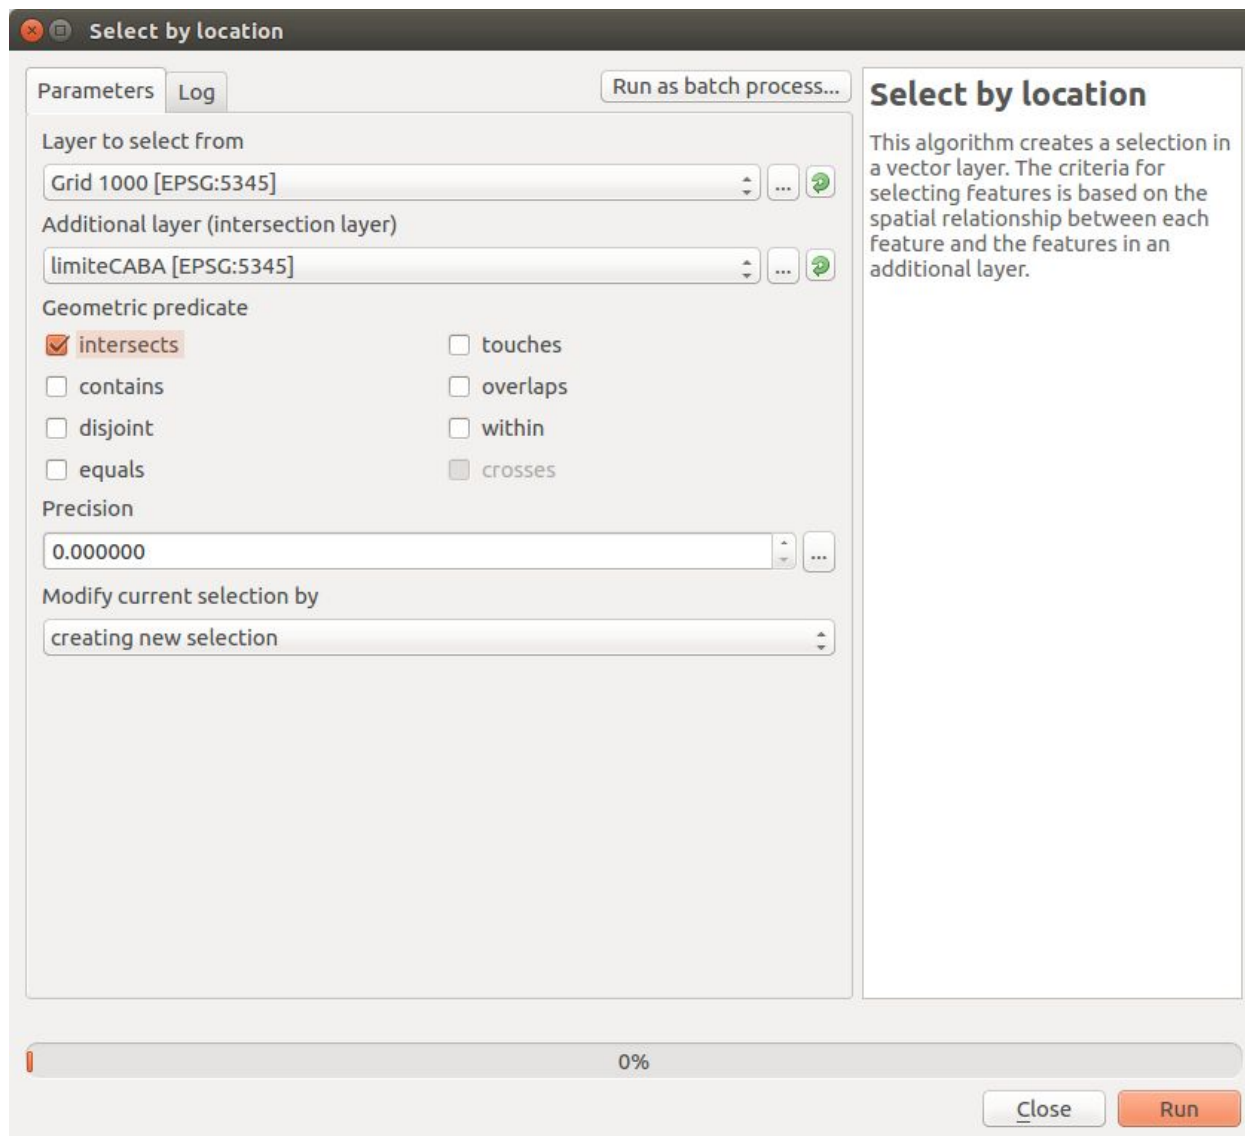 Select by location
Parameters
Log
Run as batch process...
Layer to select from
Grid 1000 [EPSG:5345]
...
Additional layer (intersection layer)
limiteCABA [EPSG:5345]
...
Geometric predicate
intersects
touches
contains
overlaps
disjoint
within
equals
crosses
Precision
0.000000
...
Modify current selection by
creating new selection
Select by location
This algorithm creates a selection in
a vector layer. The criteria for
selecting features is based on the
spatial relationship between each
feature and the features in an
additional layer.
0%
Close
Run